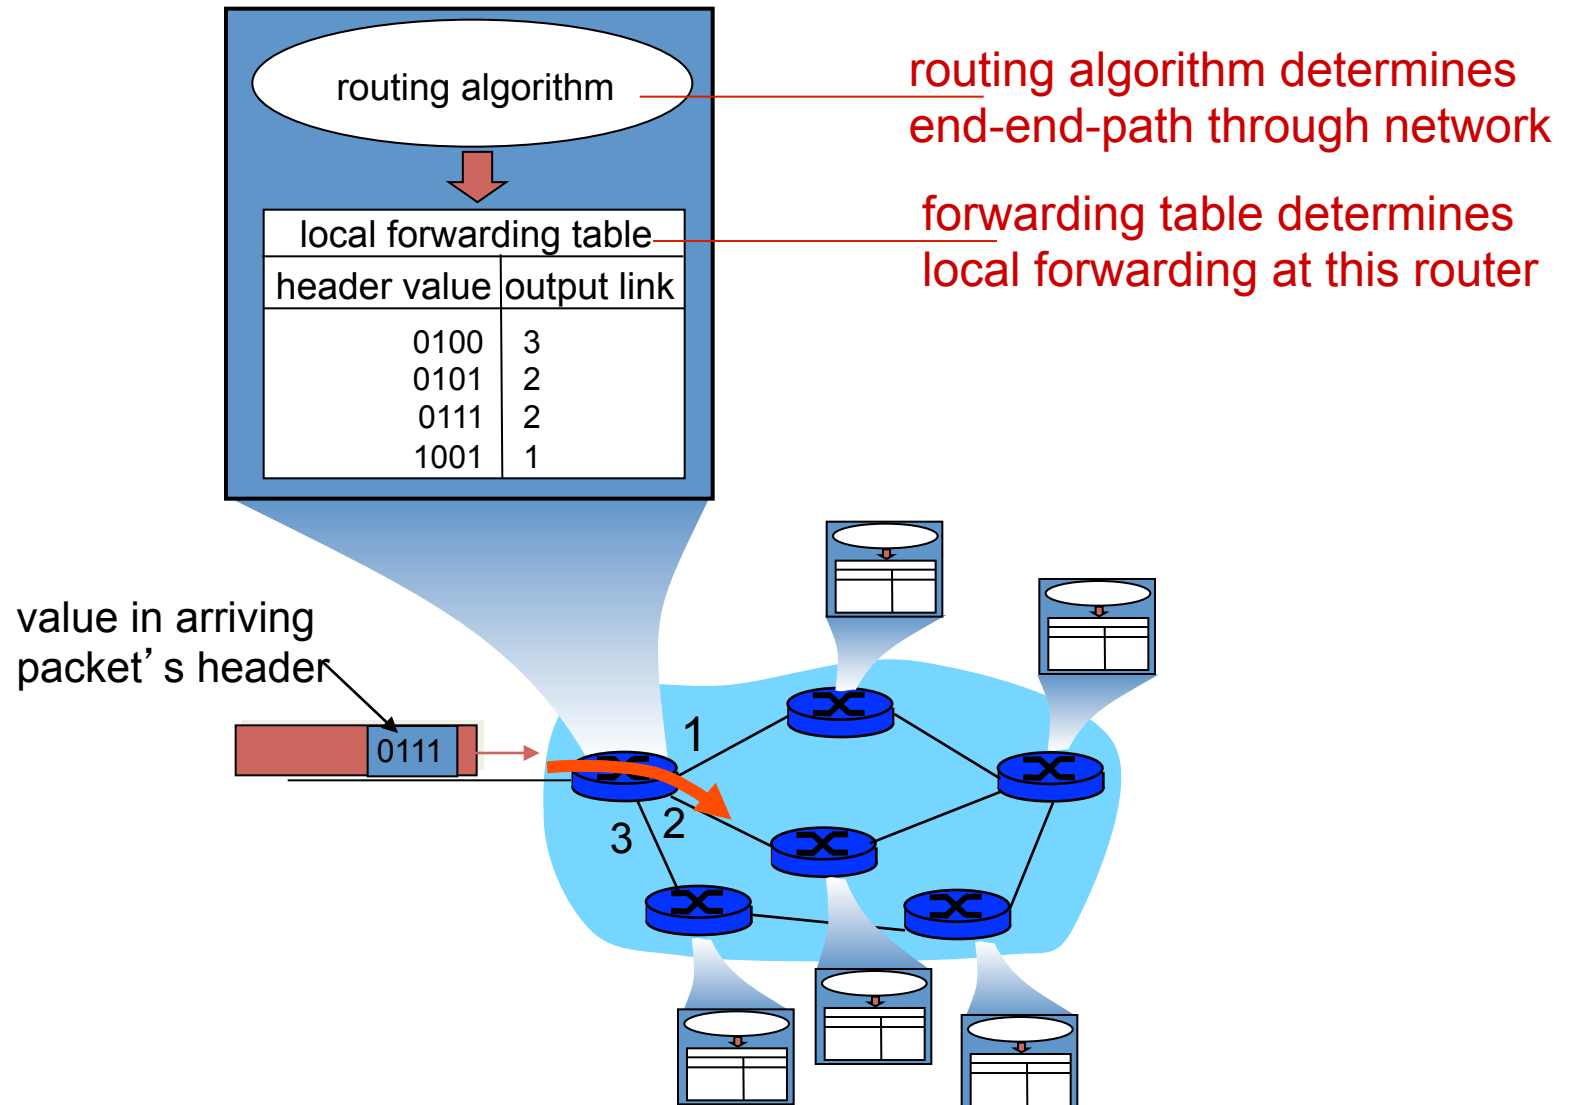 routing algorithm
routing algorithm determines
end-end-path through network
local forwarding table
forwarding table determines
local forwarding at this router
header value output link
0100 3
0101 2
0111 2
1001 1
value in arriving
packet’s header
0111
1
2
3